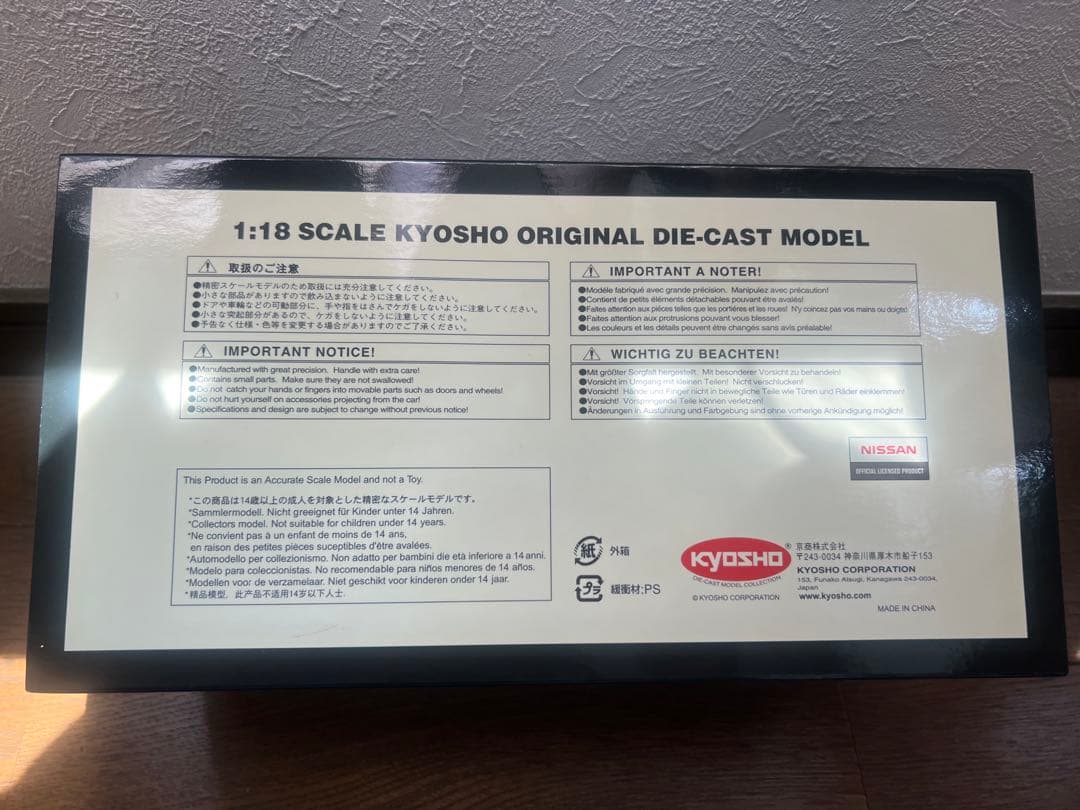 1:18 SCALE KYOSHO ORIGINAL DIE-CAST MODEL
取扱のご注意
●精密スケールモデルのため取扱には充分注意してください。
●小さな部品がありますので飲み込まないように注意してください。
●ドアや車輪などの可動部分に、手や指をはさんでケガをしないように注意してください。
●小さな突起部分があるので、ケガをしないように注意してください。
●予告なく仕様・色等を変更する場合がありますのでご了承ください。
IMPORTANT NOTICE!
●Manufactured with great precision. Handle with extra care!
●Contains small parts. Make sure they are not swallowed!
●Do not catch your hands or fingers into movable parts such as doors and wheels!
●Do not hurt yourself on accessories projecting from the car!
●Specifications and design are subject to change without previous notice!
IMPORTANT A NOTER!
●Modèle fabriqué avec grande précision. Manipulez avec précaution!
●Contient de petits éléments détachables pouvant être avalés!
●Faites attention aux pièces telles que les portières et les roues! N'y coincez pas vos mains ou doigts!
●Faites attention aux protrusions pouvant vous blesser!
●Les couleurs et les détails peuvent être changés sans avis préalable!
WICHTIG ZU BEACHTEN!
●Mit größter Sorgfalt hergestellt. Mit besonderer Vorsicht zu behandeln!
●Vorsicht im Umgang mit kleinen Teilen! Nicht verschlucken!
●Vorsicht! Hände und Finger nicht in bewegliche Teile wie Türen und Räder einklemmen!
●Vorsicht! Vorspringende Teile können verletzen!
●Änderungen in Ausführung und Farbgebung sind ohne vorherige Ankündigung möglich!
NISSAN
OFFICIAL LICENSED PRODUCT
This Product is an Accurate Scale Model and not a Toy.
*この商品は14歳以上の成人を対象とした精密なスケールモデルです。
*Sammlermodell. Nicht geeignet für Kinder unter 14 Jahren.
*Collectors model. Not suitable for children under 14 years.
*Ne convient pas à un enfant de moins de 14 ans,
en raison des petites pieces suceptibles d'être avalées.
*Automodello per collezionismo. Non adatto per bambini die età inferiore a 14 anni.
*Modelo para coleccionistas. No recomendable para niños menores de 14 años.
*Modellen voor de verzamelaar. Niet geschikt voor kinderen onder 14 jaar.
*精品模型，此产品不适用14岁以下人士.
紙 外箱
プラ 緩衝材:PS
KYOSHO®
DIE-CAST MODEL COLLECTION
© KYOSHO CORPORATION
京商株式会社
〒243-0034 神奈川県厚木市船子153
KYOSHO CORPORATION
153, Funako Atsugi, Kanagawa 243-0034,
Japan
www.kyosho.com
MADE IN CHINA